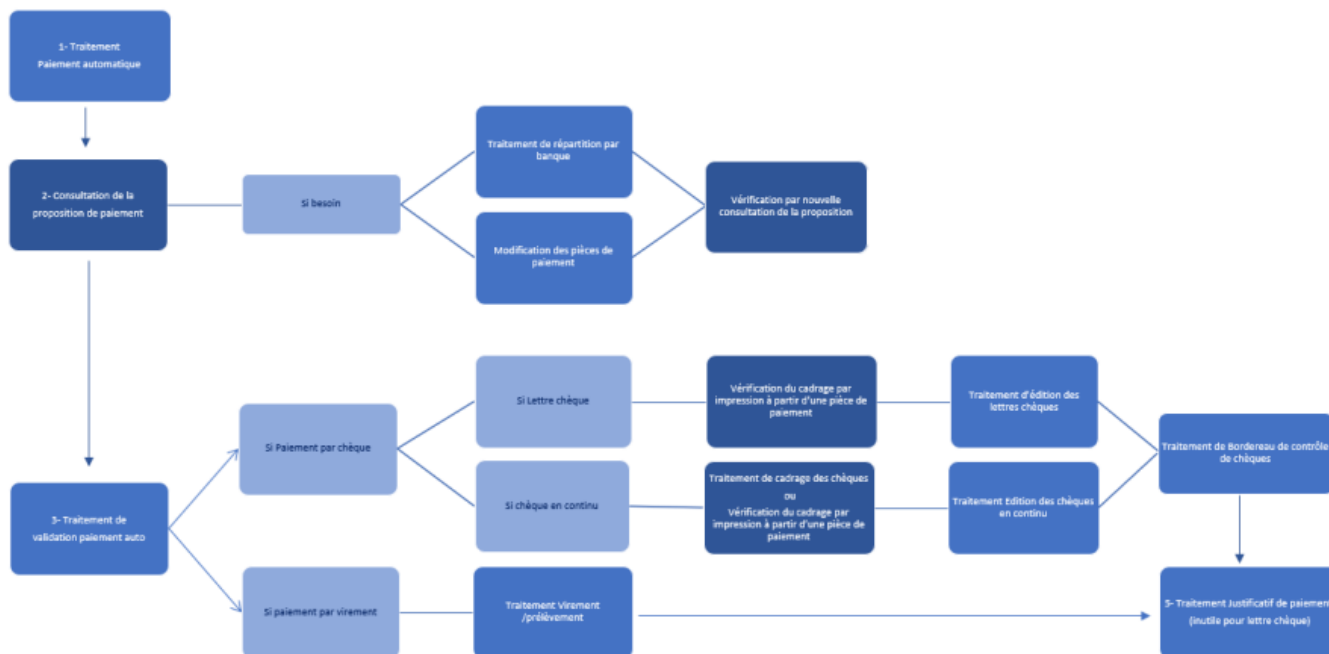 1- Traitement
Paiement automatique
2- Consultation de la
proposition de paiement
Si besoin
Traitement de répartition par
banque
Modification des pièces de
paiement
Vérification par nouvelle
consultation de la proposition
3- Traitement de
validation paiement auto
Si Paiement par chèque
Si Lettre chèque
Vérification du cadrage par
impression à partir d'une pièce de
paiement
Traitement d'édition des
lettres chèques
Si chèque en continu
Traitement de cadrage des chèques
ou
Vérification du cadrage par
impression à partir d'une pièce de
paiement
Traitement Edition des chèques
en continu
Traitement de Bordereau de contrôle
de chèques
Si paiement par virement
Traitement Virement
/prélèvement
5- Traitement Justificatif de paiement
(inutile pour lettre chèque)